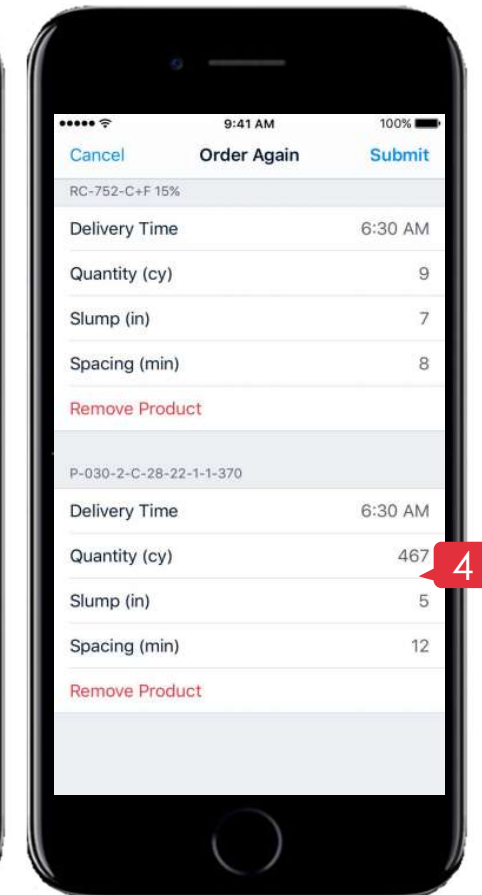 9:41 AM 100%
Cancel Order Again Submit
RC-752-C+F 15%
Delivery Time 6:30 AM
Quantity (cy) 9
Slump (in) 7
Spacing (min) 8
Remove Product
P-030-2-C-28-22-1-1-370
Delivery Time 6:30 AM
Quantity (cy) 467
4
Slump (in) 5
Spacing (min) 12
Remove Product